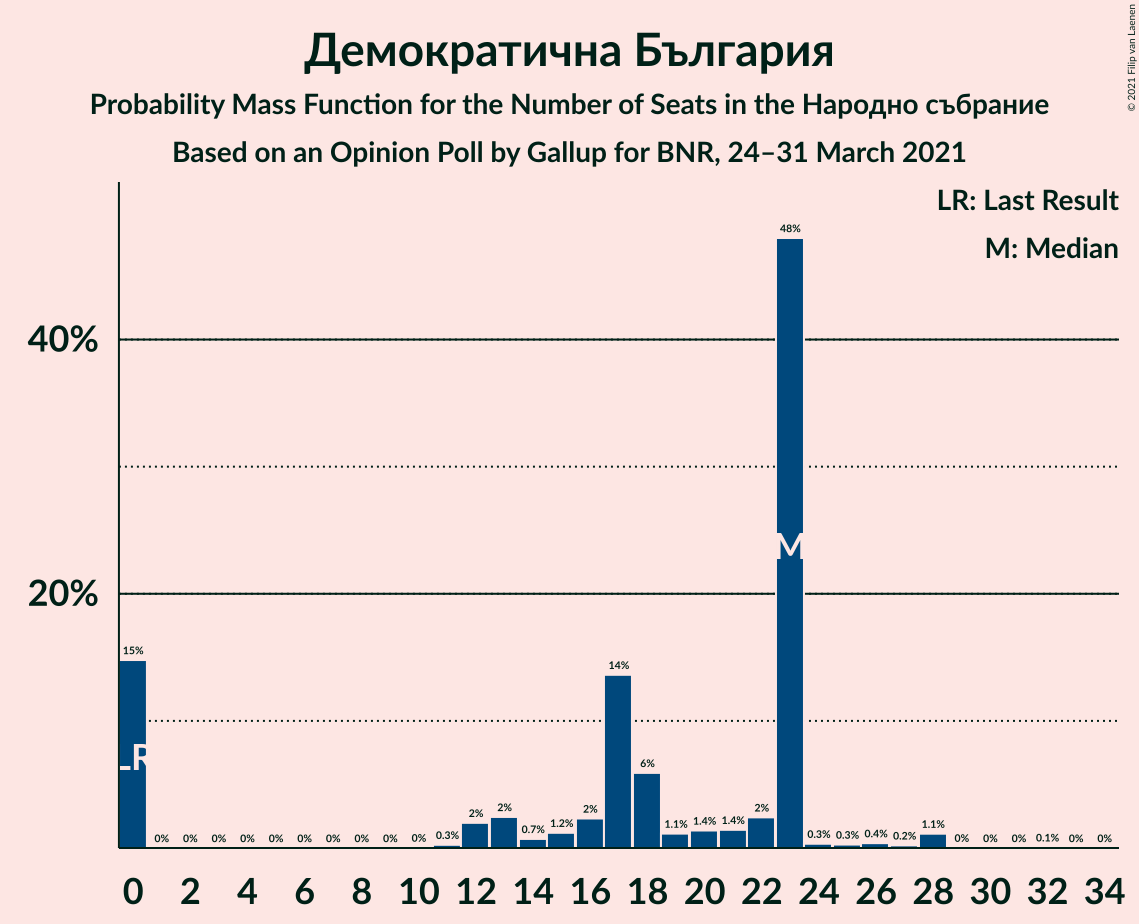 Демократична България
Probability Mass Function for the Number of Seats in the Народно събрание
Based on an Opinion Poll by Gallup for BNR, 24–31 March 2021
© 2021 Filip van Laenen
LR: Last Result
M: Median
48%
40%
M
20%
15% 14%
LR
6%
0% 0% 0% 0% 0% 0% 0% 0% 0% 0% 0.3% 2% 2% 0.7% 1.2% 2% 1.1% 1.4% 1.4% 2% 0.3% 0.3% 0.4% 0.2% 1.1% 0% 0% 0% 0.1% 0% 0%
0 2 4 6 8 10 12 14 16 18 20 22 24 26 28 30 32 34